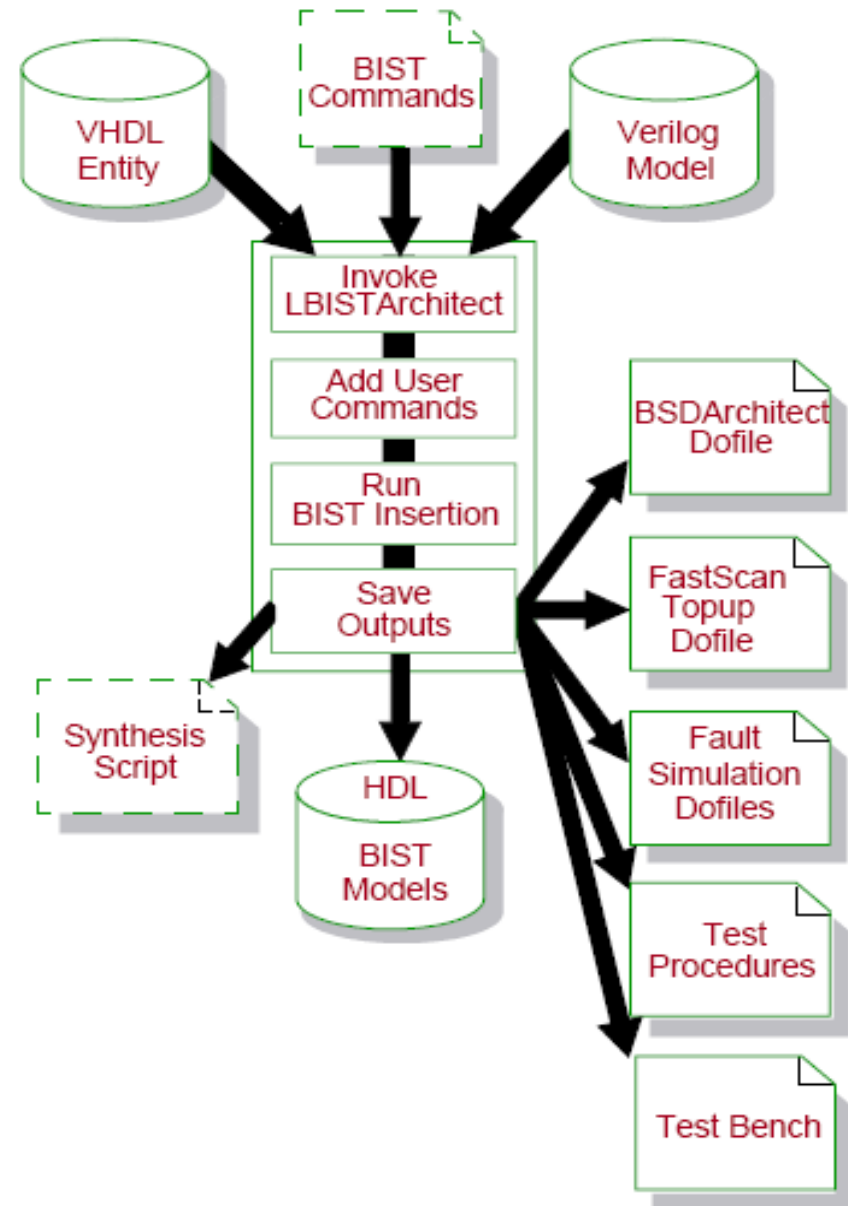 BIST
Commands
VHDL
Entity
Verilog
Model
Invoke
LBISTArchitect
Add User
Commands
Run
BIST Insertion
Save
Outputs
BSDArchitect
Dofile
FastScan
Topup
Dofile
Synthesis
Script
Fault
Simulation
Dofiles
HDL
BIST
Models
Test
Procedures
Test Bench